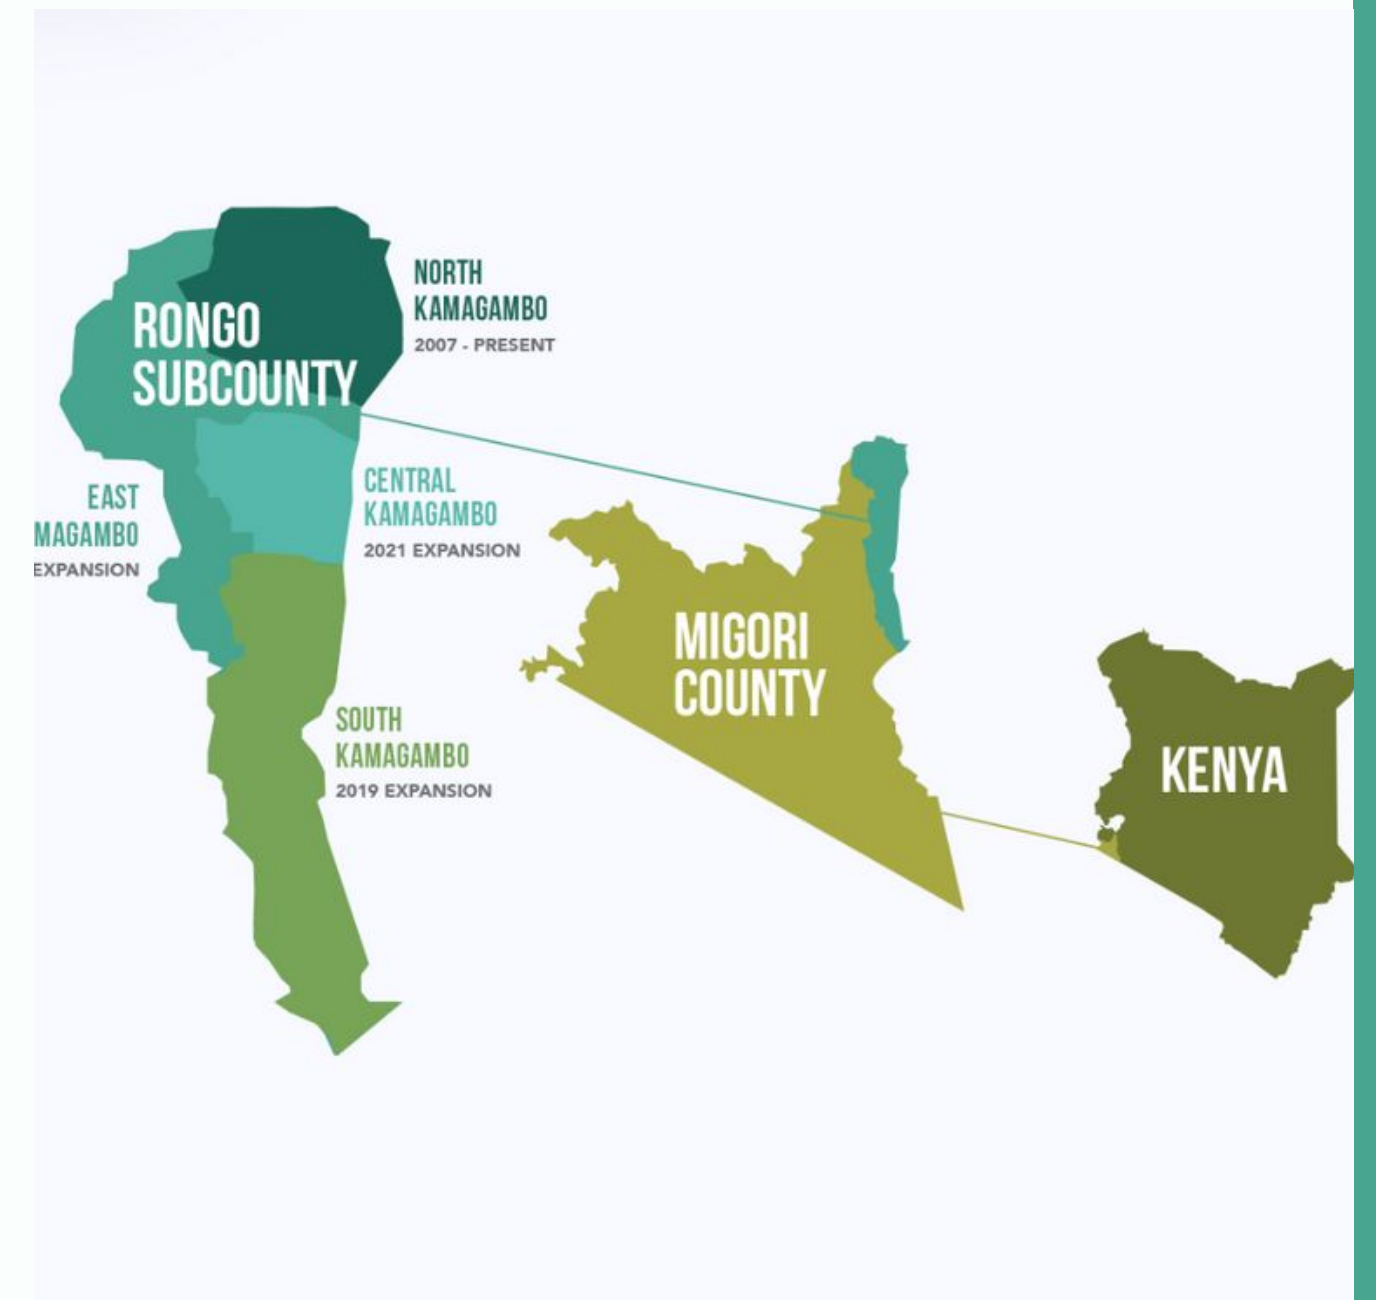 NORTH
KAMAGAMBO
2007 - PRESENT
RONGO
SUBCOUNTY
CENTRAL
KAMAGAMBO
2021 EXPANSION
EAST
MAGAMBO
EXPANSION
MIGORI
COUNTY
SOUTH
KAMAGAMBO
2019 EXPANSION
KENYA